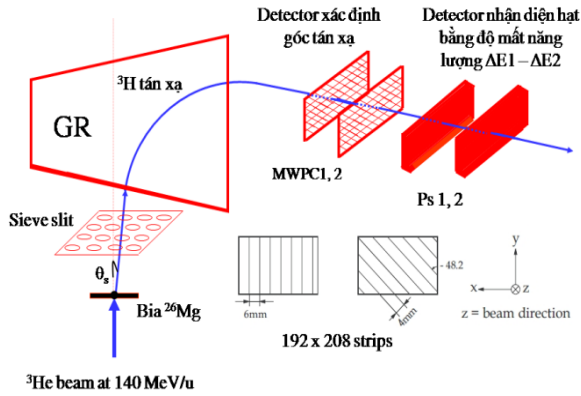 Detector xác định
góc tán xạ
Detector nhận diện hạt
bằng độ mất năng
lượng ΔE1 – ΔE2
³H tán xạ
GR
MWPC1, 2
Ps 1, 2
Sieve slit
θs
Bia ²⁶Mg
6mm
4mm
- 48.2
y
x
z
z = beam direction
192 x 208 strips
³He beam at 140 MeV/u